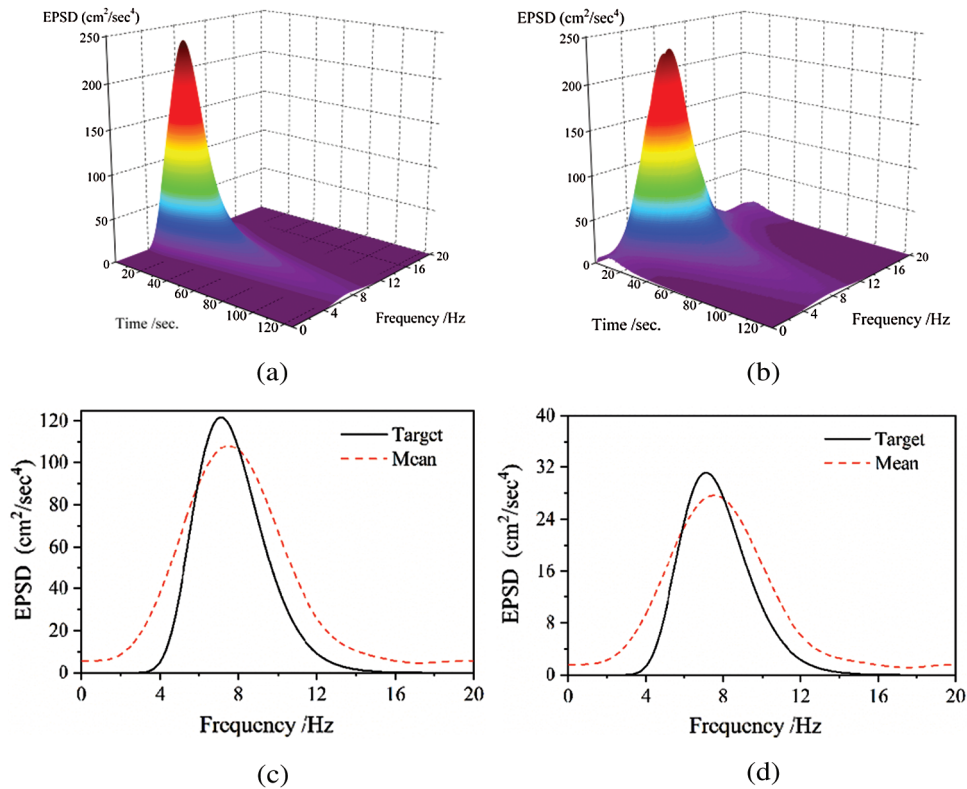 EPSD (cm²/sec⁴)
250
200
150
100
50
0
20
40
60
80
100
120
Time /sec.
0
4
8
12
16
20
Frequency /Hz
(a)
EPSD (cm²/sec⁴)
250
200
150
100
50
0
20
40
60
80
100
120
Time /sec.
0
4
8
12
16
20
Frequency /Hz
(b)
120
100
80
60
40
20
0
EPSD (cm²/sec⁴)
Target
Mean
0 4 8 12 16 20
Frequency /Hz
(c)
40
32
24
16
8
0
EPSD (cm²/sec⁴)
Target
Mean
0 4 8 12 16 20
Frequency /Hz
(d)